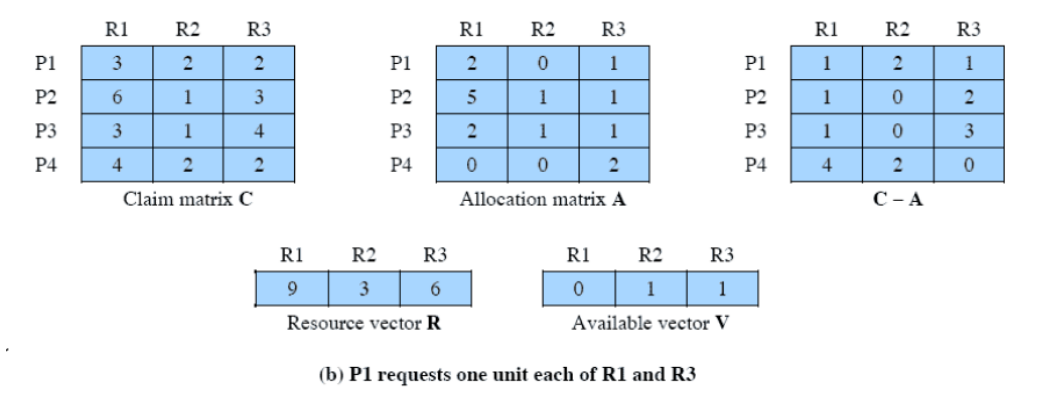 R1 R2 R3 R1 R2 R3 R1 R2 R3
P1 3 2 2 P1 2 0 1 P1 1 2 1
P2 6 1 3 P2 5 1 1 P2 1 0 2
P3 3 1 4 P3 2 1 1 P3 1 0 3
P4 4 2 2 P4 0 0 2 P4 4 2 0
Claim matrix C Allocation matrix A C – A
R1 R2 R3 R1 R2 R3
9 3 6 0 1 1
Resource vector R Available vector V
(b) P1 requests one unit each of R1 and R3